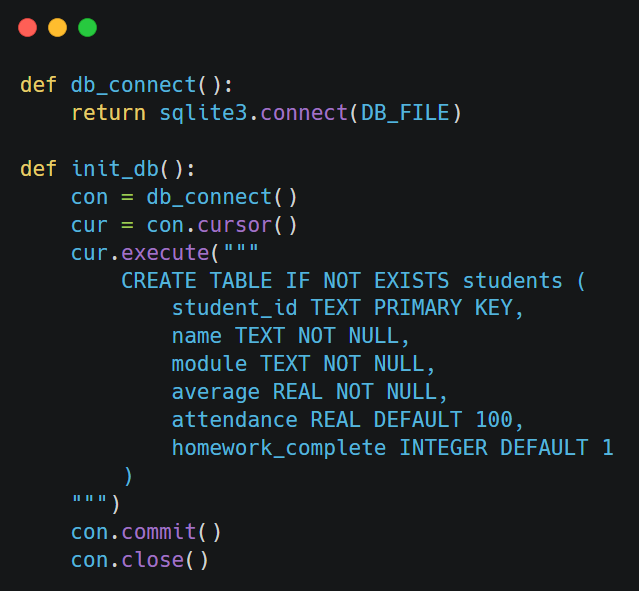 def db_connect():
    return sqlite3.connect(DB_FILE)

def init_db():
    con = db_connect()
    cur = con.cursor()
    cur.execute("""
        CREATE TABLE IF NOT EXISTS students (
            student_id TEXT PRIMARY KEY,
            name TEXT NOT NULL,
            module TEXT NOT NULL,
            average REAL NOT NULL,
            attendance REAL DEFAULT 100,
            homework_complete INTEGER DEFAULT 1
        )
    """)
    con.commit()
    con.close()